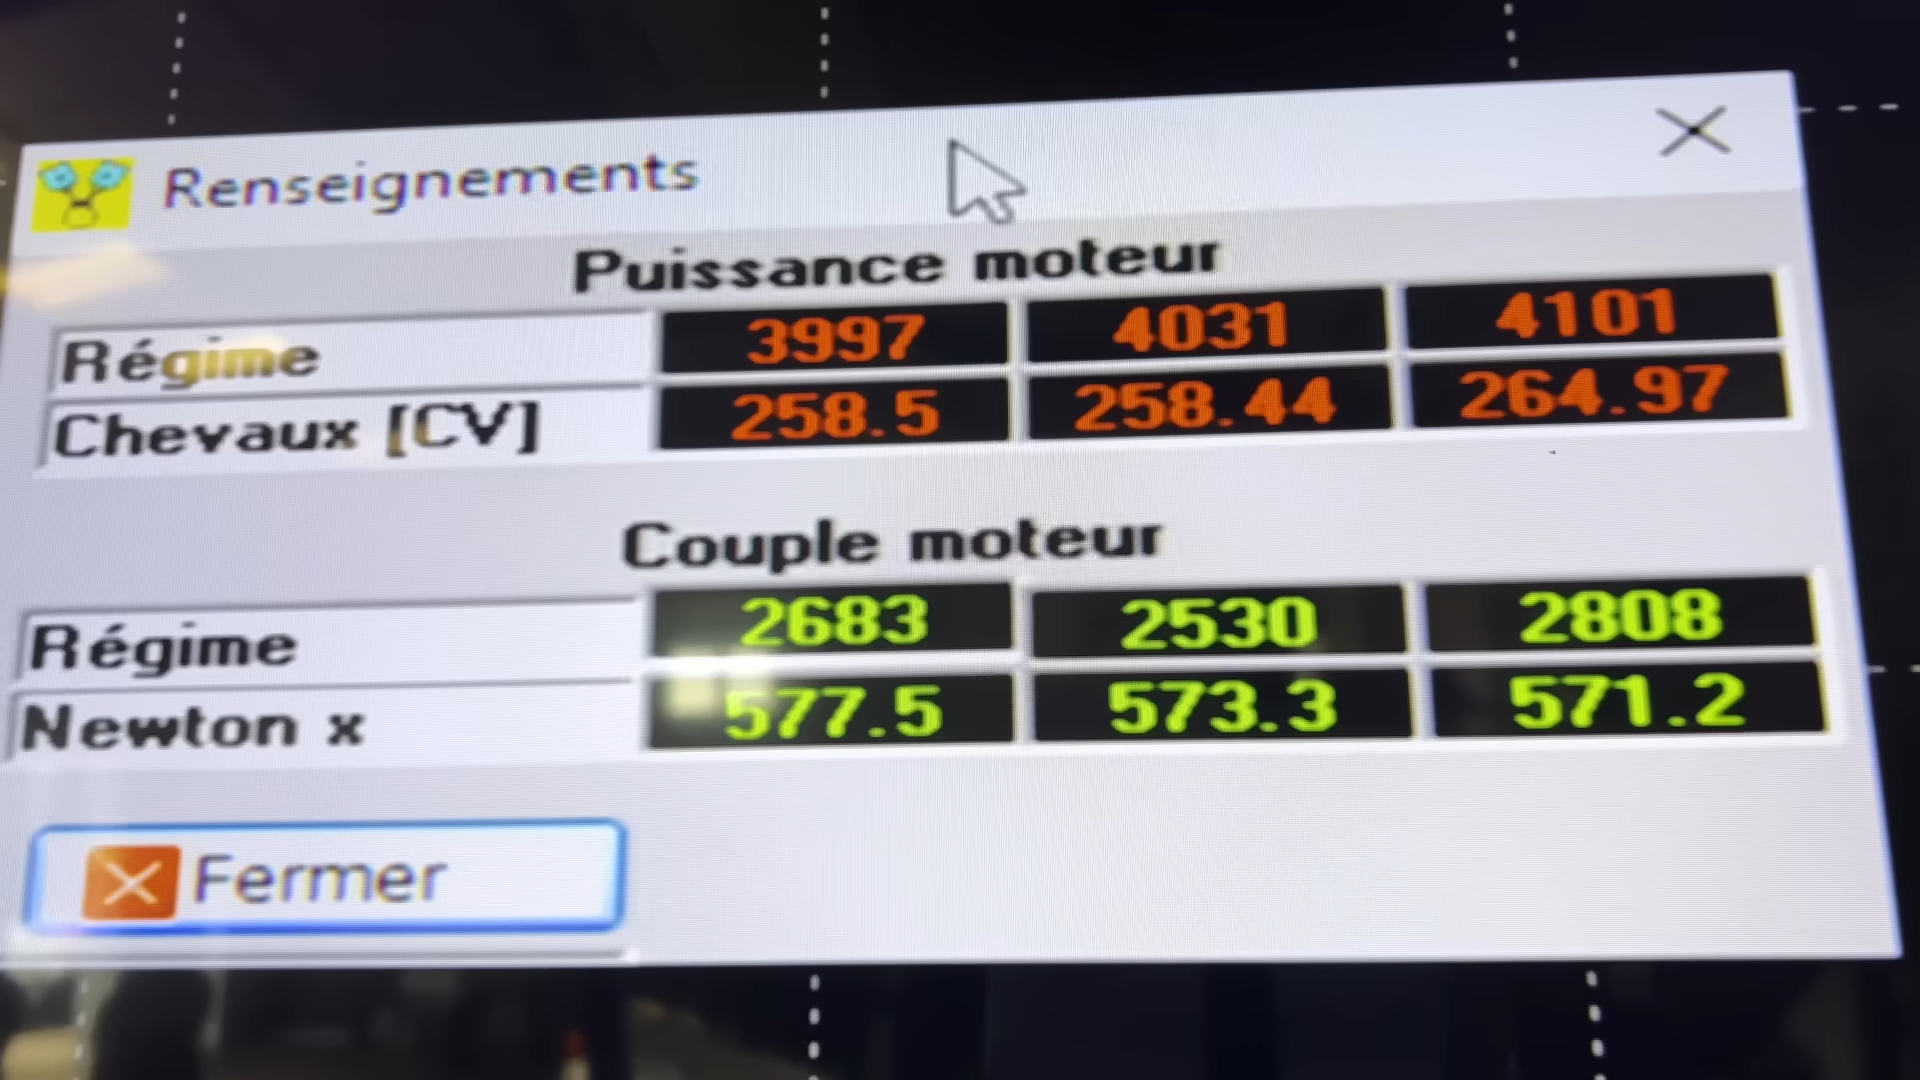 Renseignements
Puissance moteur
Régime 3997 4031 4101
Chevaux [CV] 258.5 258.44 264.97
Couple moteur
Régime 2683 2530 2808
Newton x 577.5 573.3 571.2
Fermer